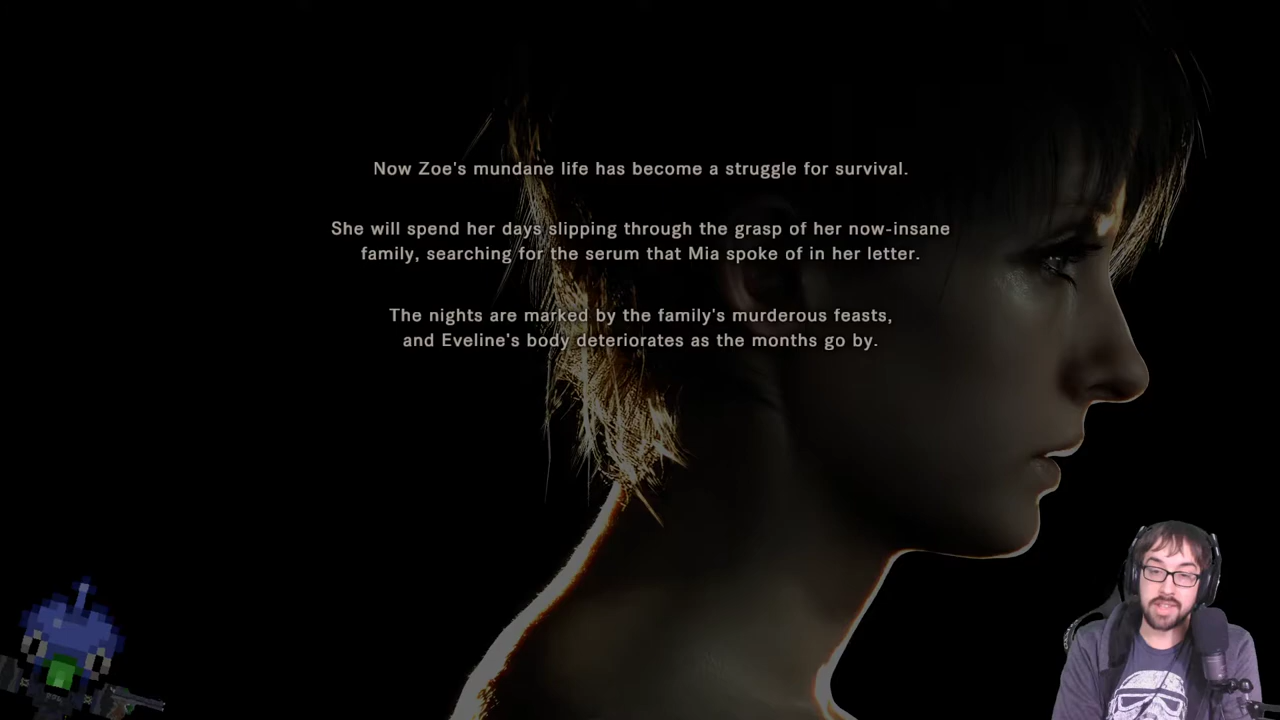 Now Zoe's mundane life has become a struggle for survival.
She will spend her days slipping through the grasp of her now-insane
family, searching for the serum that Mia spoke of in her letter.
The nights are marked by the family's murderous feasts,
and Eveline's body deteriorates as the months go by.